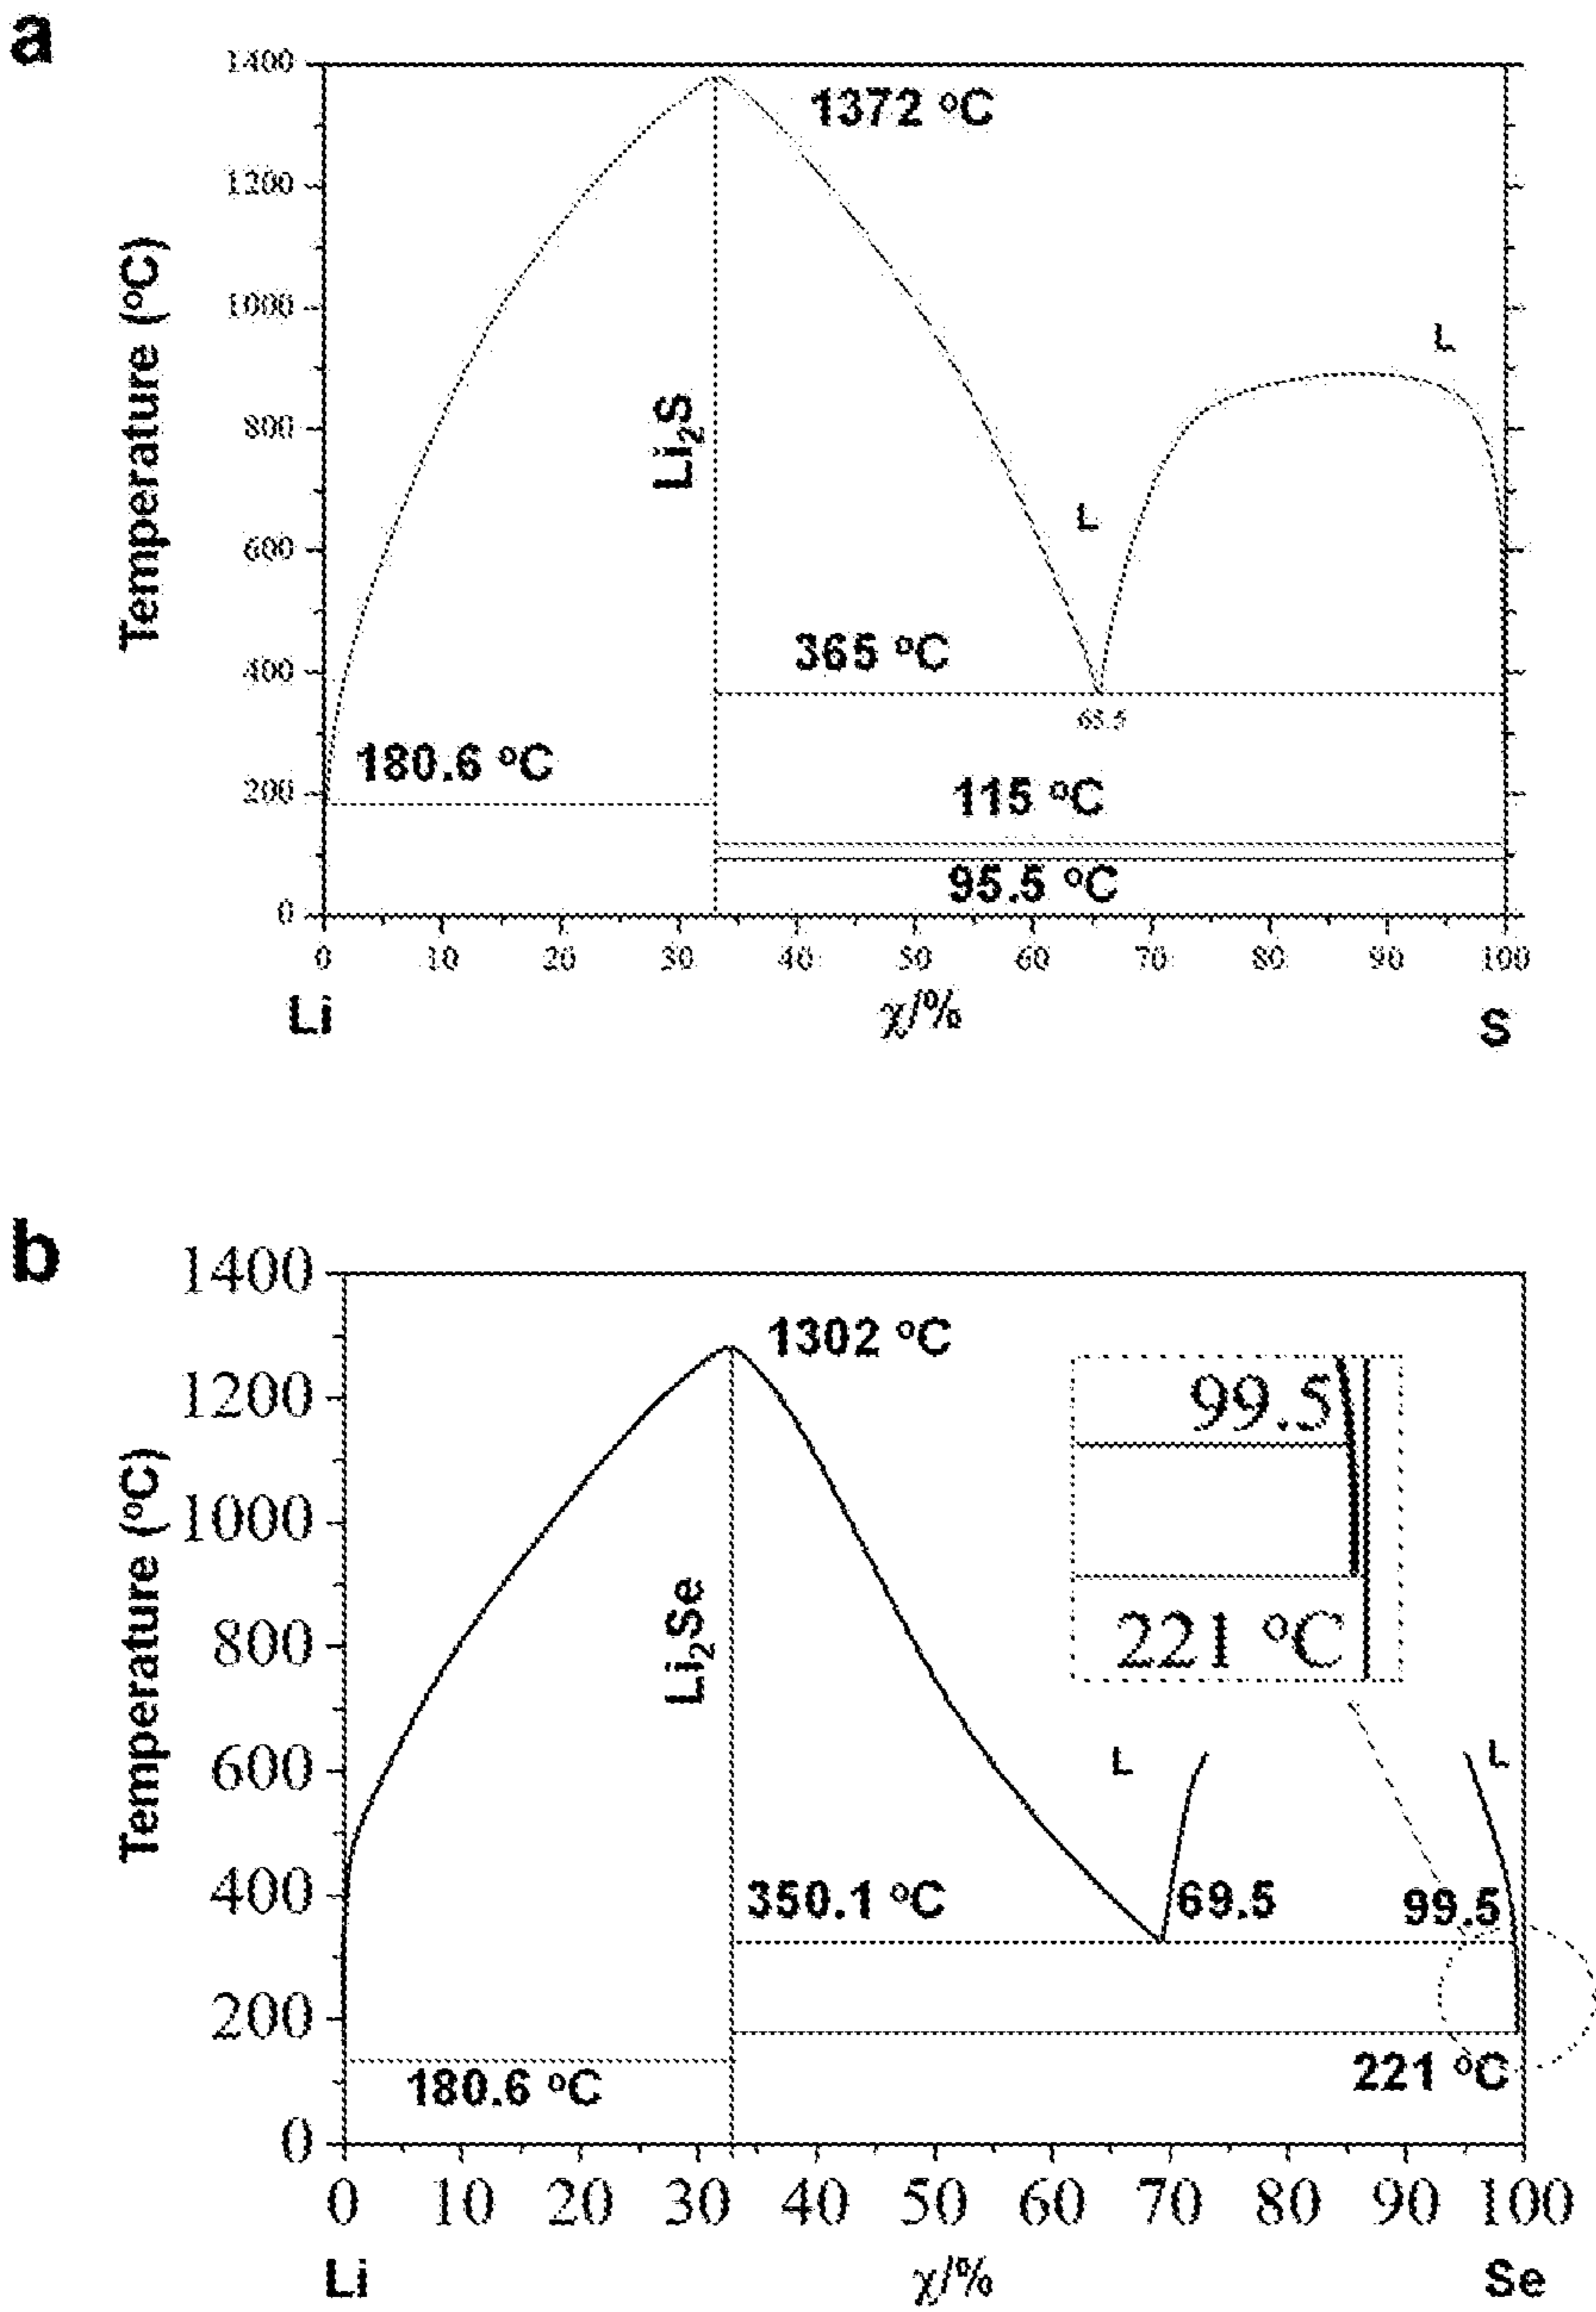 a
1400
1372 °C
1200
1000
Temperature (°C)
L
Li₂S
800
L
600
365 °C
400
65.5
180.6 °C
200
115 °C
95.5 °C
0
0 10 20 30 40 50 60 70 80 90 100
Li χ/% S
b
1400
1302 °C
99.5
1200
1000
Temperature (°C)
Li₂Se
221 °C
800
L L
600
400
350.1 °C 69.5 99.5
200
221 °C
180.6 °C
0
0 10 20 30 40 50 60 70 80 90 100
Li χ/% Se